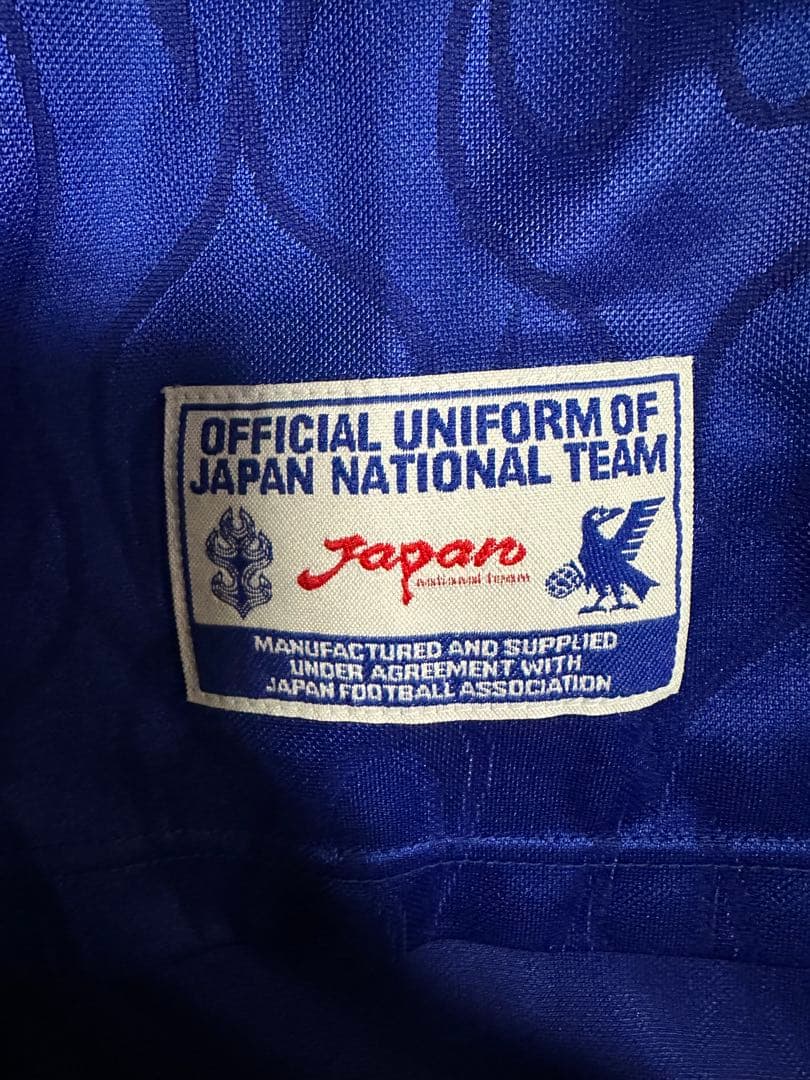 OFFICIAL UNIFORM OF
JAPAN NATIONAL TEAM
Japan
national team
MANUFACTURED AND SUPPLIED
UNDER AGREEMENT WITH
JAPAN FOOTBALL ASSOCIATION